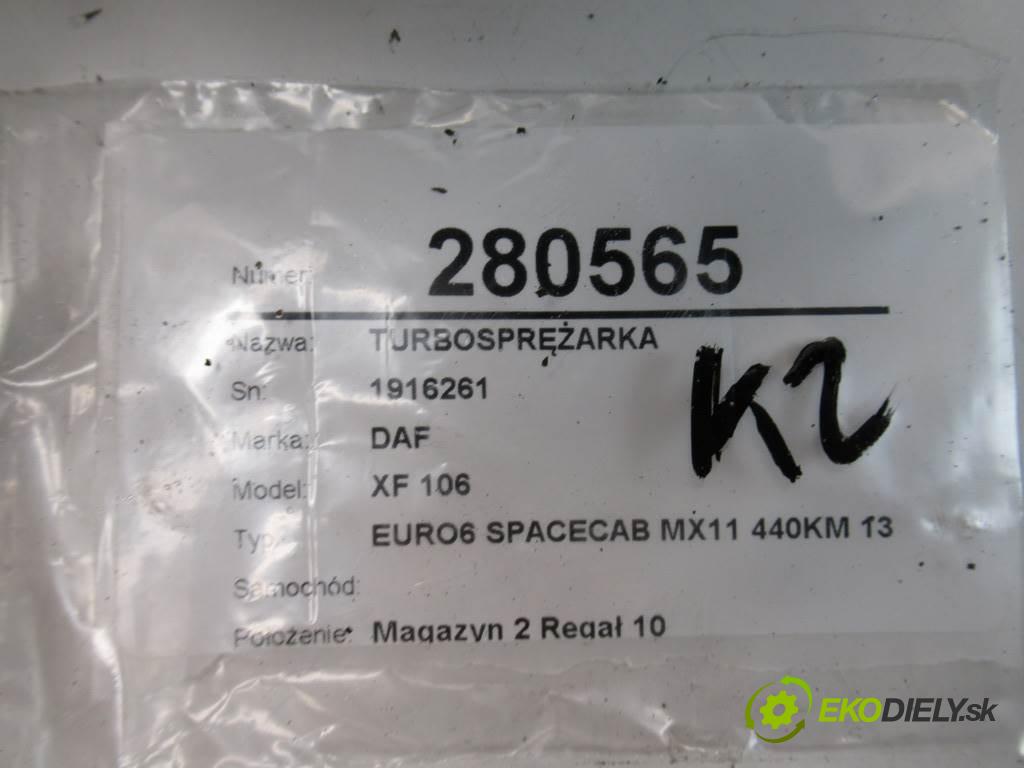 Numer: 280565
Nazwa: TURBOSPRĘŻARKA
Sn: 1916261
Marka: DAF
Model: XF 106
Typ: EURO6 SPACECAB MX11 440KM 13
Samochód:
Położenie: Magazyn 2 Regał 10
K2
EKODIELY.sk